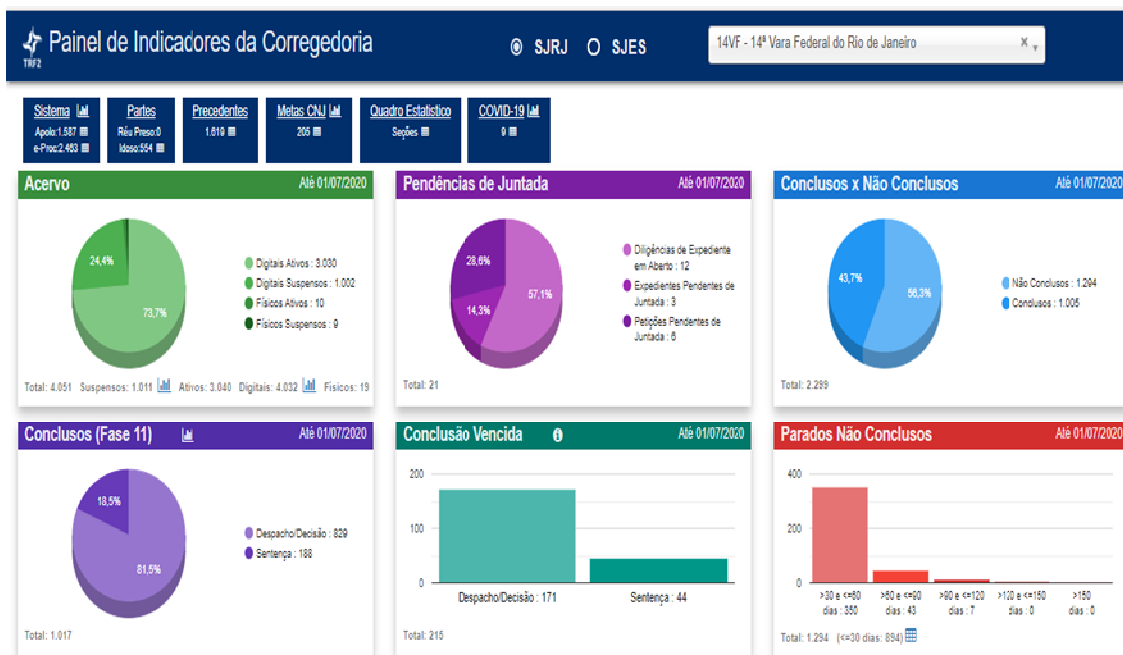 Painel de Indicadores da Corregedoria
TRF2
SJRJ SJES
14VF - 14ª Vara Federal do Rio de Janeiro
Sistema
Apolo:1.587
e-Proc:2.463
Partes
Réu Preso:0
Idoso:554
Precedentes
1.619
Metas CNJ
205
Quadro Estatístico
Seções
COVID-19
9
Acervo Até 01/07/2020
24,4%
73,7%
Digitais Ativos : 3.030
Digitais Suspensos : 1.002
Físicos Ativos : 10
Físicos Suspensos : 9
Total: 4.051 Suspensos: 1.011 Ativos: 3.040 Digitais: 4.032 Físicos: 19
Pendências de Juntada Até 01/07/2020
28,6%
57,1%
14,3%
Diligências de Expediente
em Aberto : 12
Expedientes Pendentes de
Juntada : 3
Petições Pendentes de
Juntada : 6
Total: 21
Conclusos x Não Conclusos Até 01/07/2020
43,7%
56,3%
Não Conclusos : 1.294
Conclusos : 1.005
Total: 2.299
Conclusos (Fase 11) Até 01/07/2020
18,5%
81,5%
Despacho/Decisão : 829
Sentença : 188
Total: 1.017
Conclusão Vencida Até 01/07/2020
200
100
0
Despacho/Decisão : 171 Sentença : 44
Total: 215
Parados Não Conclusos Até 01/07/2020
400
200
0
>30 e <=60 >60 e <=90 >90 e <=120 >120 e <=150 >150
dias : 350 dias : 43 dias : 7 dias : 0 dias : 0
Total: 1.294 (<=30 dias: 894)